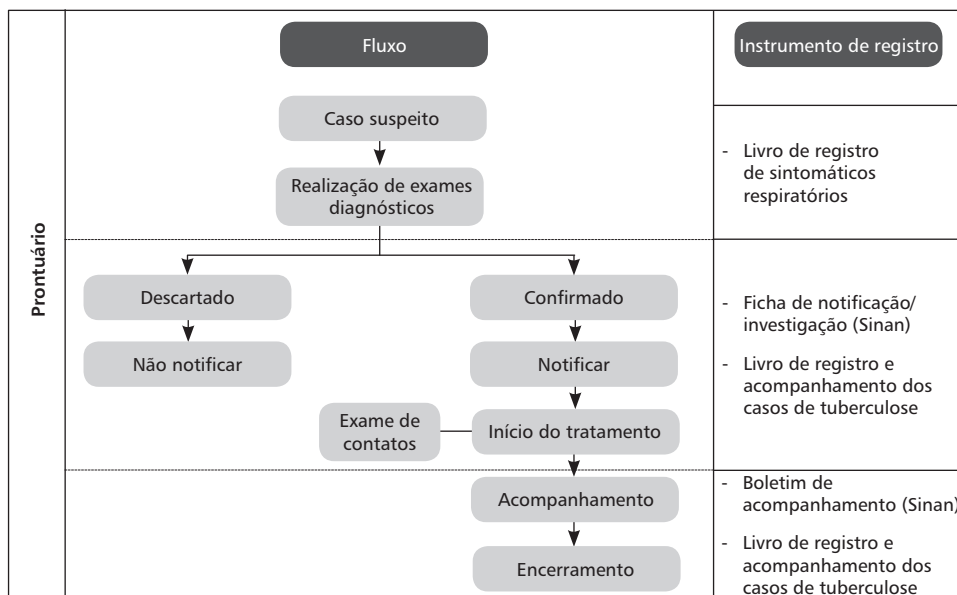 Fluxo
Instrumento de registro
Prontuário
Caso suspeito
Realização de exames
diagnósticos
- Livro de registro
de sintomáticos
respiratórios
Descartado
Confirmado
Não notificar
Notificar
Exame de
contatos
Início do tratamento
- Ficha de notificação/
investigação (Sinan)
- Livro de registro e
acompanhamento dos
casos de tuberculose
Acompanhamento
Encerramento
- Boletim de
acompanhamento (Sinan)
- Livro de registro e
acompanhamento dos
casos de tuberculose